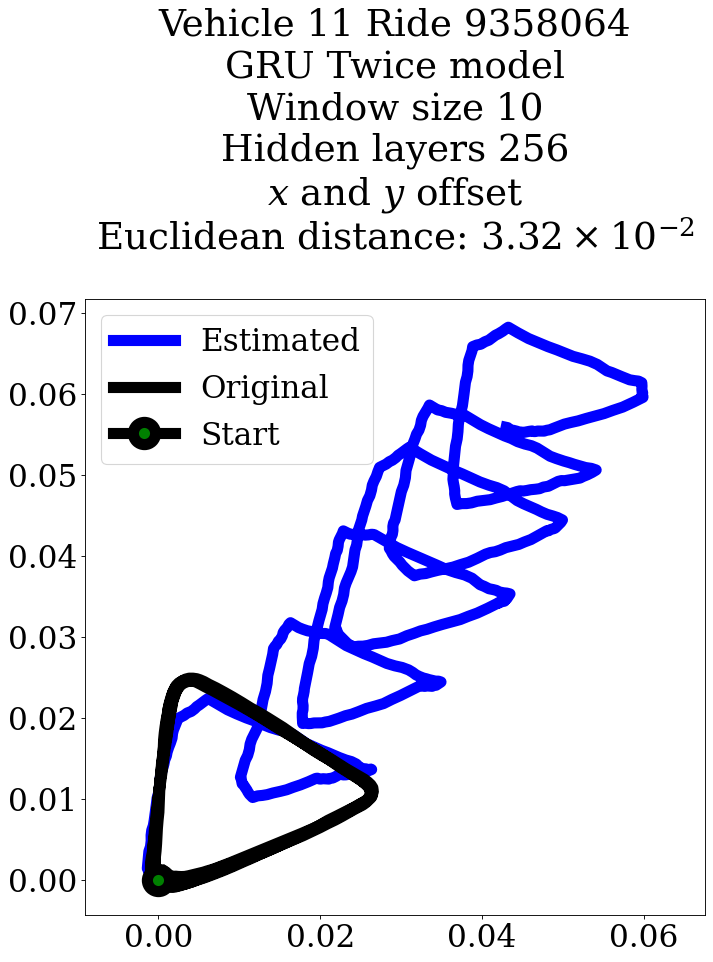 Vehicle 11 Ride 9358064
GRU Twice model
Window size 10
Hidden layers 256
x and y offset
Euclidean distance: 3.32 × 10⁻²
0.07
Estimated
Original
Start
0.06
0.05
0.04
0.03
0.02
0.01
0.00
0.00 0.02 0.04 0.06